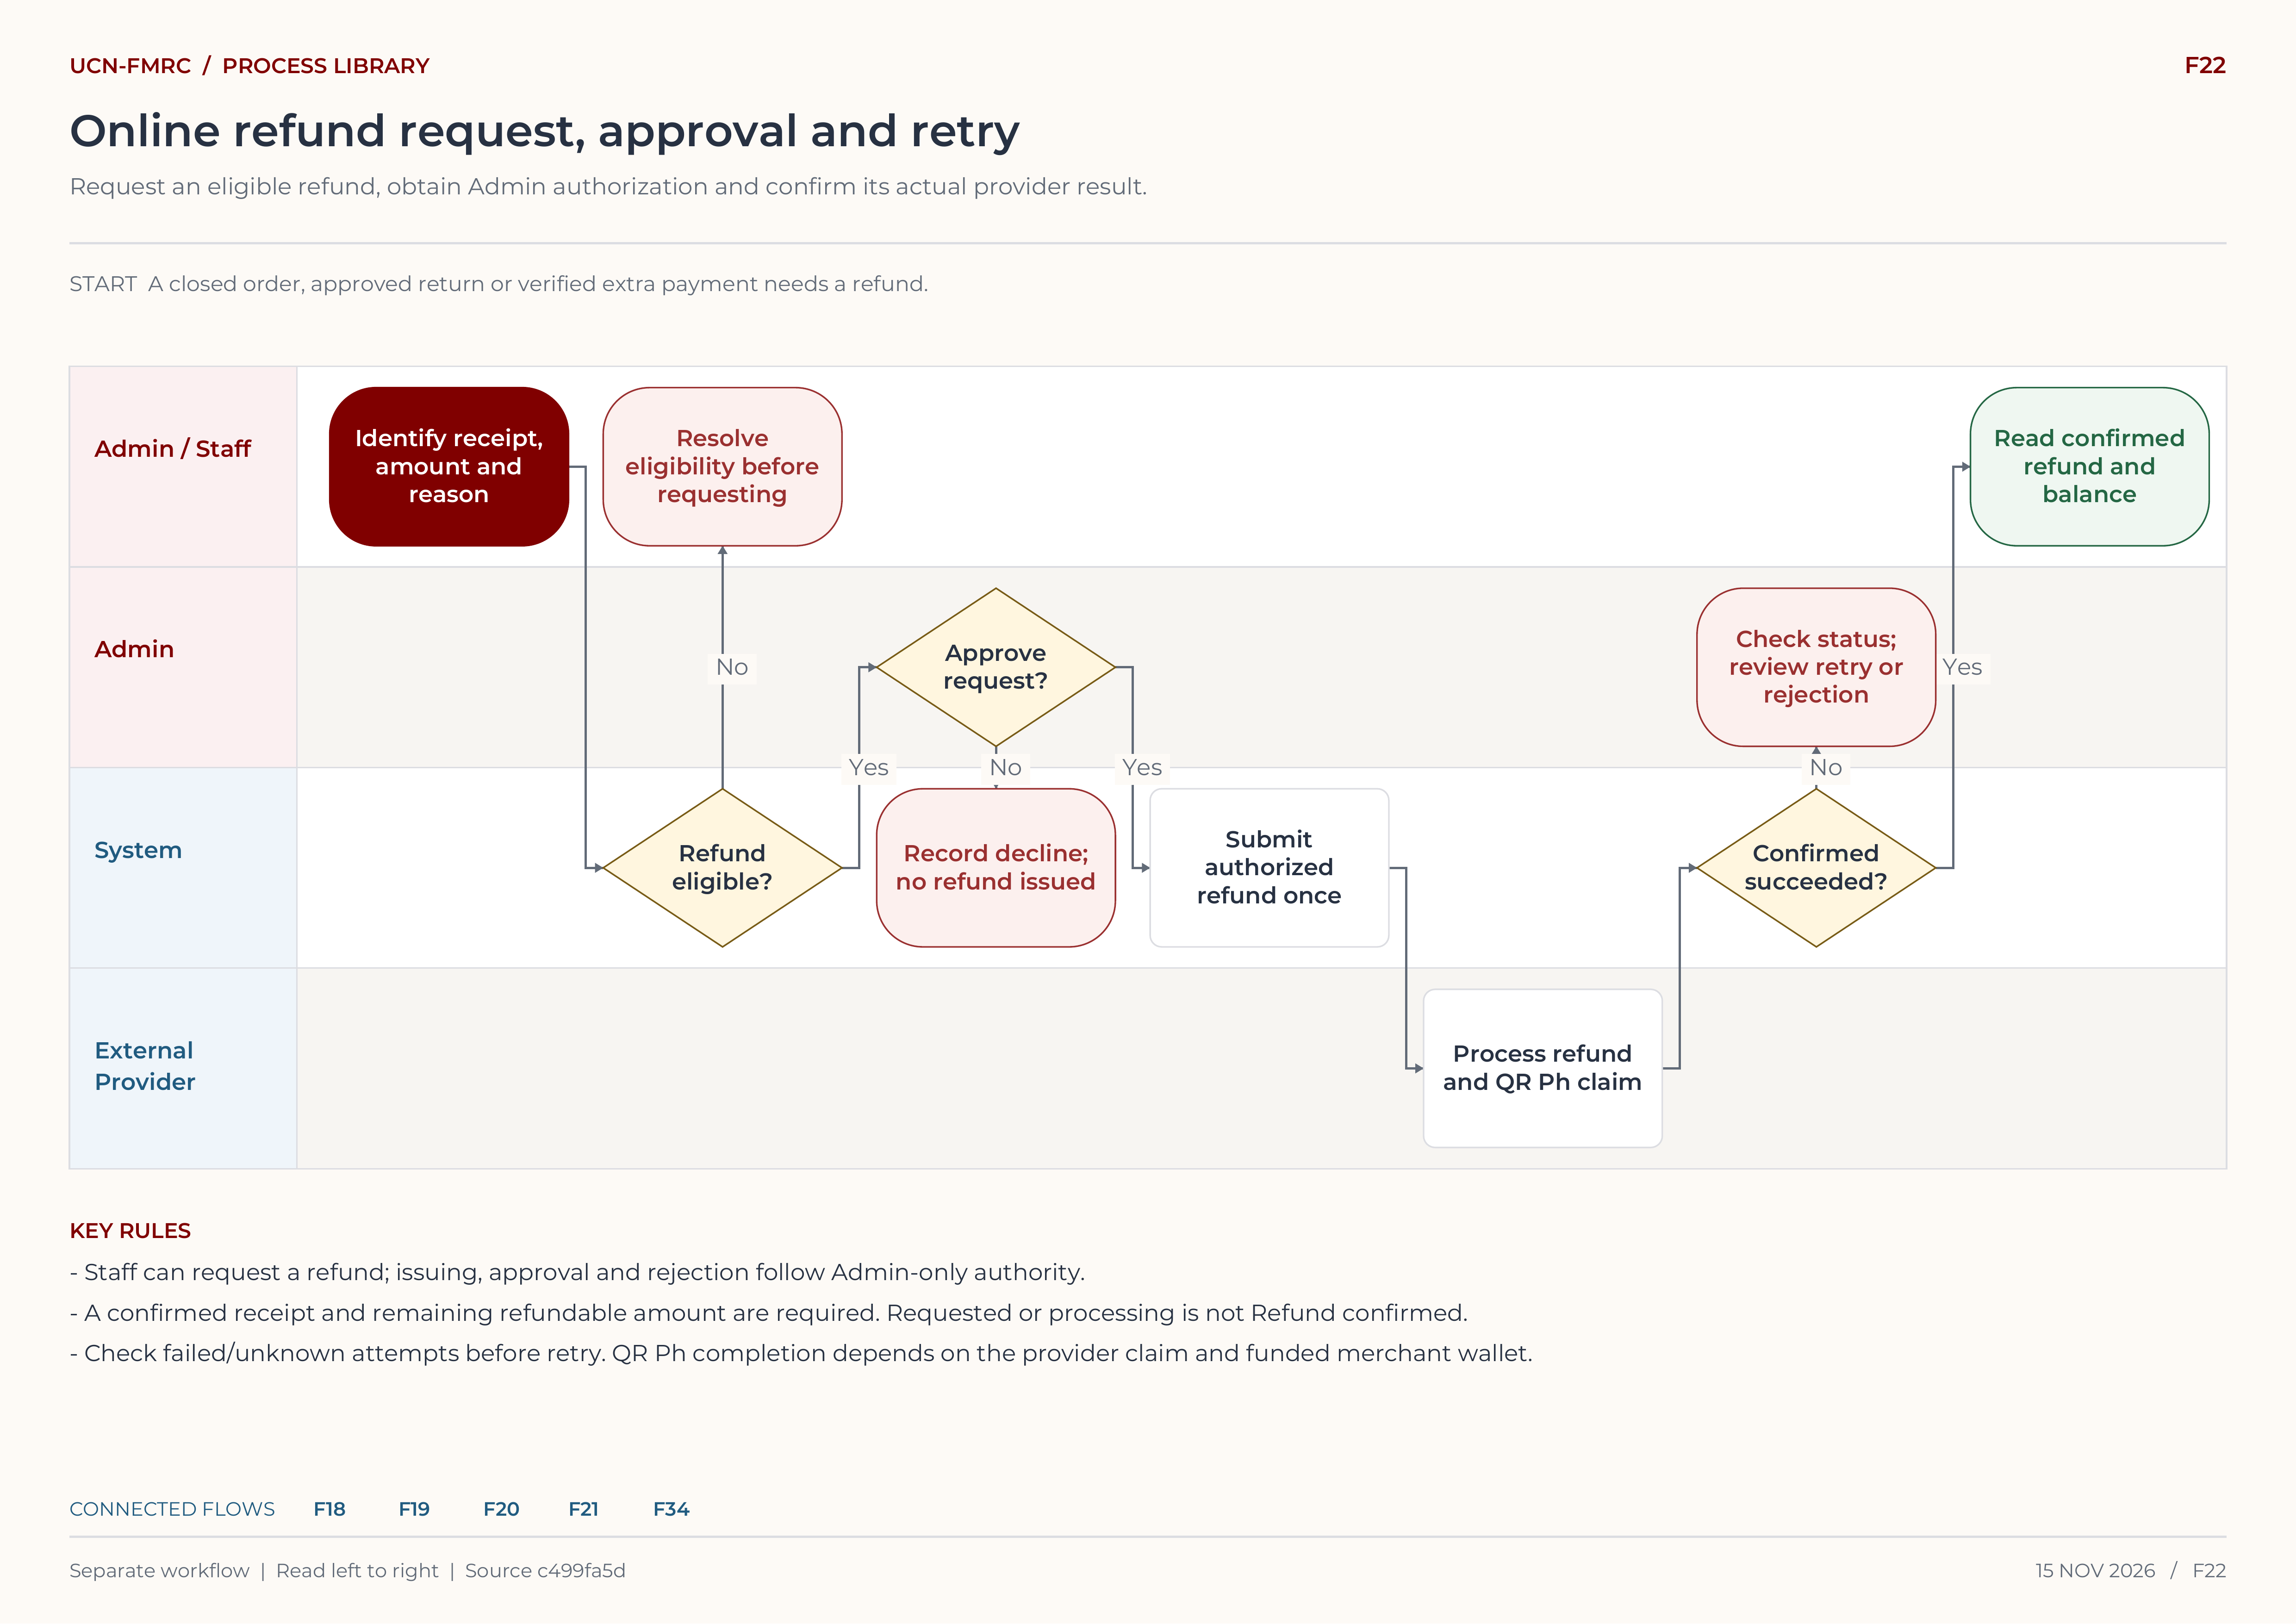 UCN-FMRC / PROCESS LIBRARY
F22
Online refund request, approval and retry
Request an eligible refund, obtain Admin authorization and confirm its actual provider result.
START A closed order, approved return or verified extra payment needs a refund.
Admin / Staff
Identify receipt,
amount and
reason
Resolve
eligibility before
requesting
Read confirmed
refund and
balance
Admin
No
Approve
request?
Check status;
review retry or
rejection
Yes
Yes
No
Yes
No
System
Refund
eligible?
Record decline;
no refund issued
Submit
authorized
refund once
Confirmed
succeeded?
External
Provider
Process refund
and QR Ph claim
KEY RULES
- Staff can request a refund; issuing, approval and rejection follow Admin-only authority.
- A confirmed receipt and remaining refundable amount are required. Requested or processing is not Refund confirmed.
- Check failed/unknown attempts before retry. QR Ph completion depends on the provider claim and funded merchant wallet.
CONNECTED FLOWS F18 F19 F20 F21 F34
Separate workflow | Read left to right | Source c499fa5d
15 NOV 2026 / F22